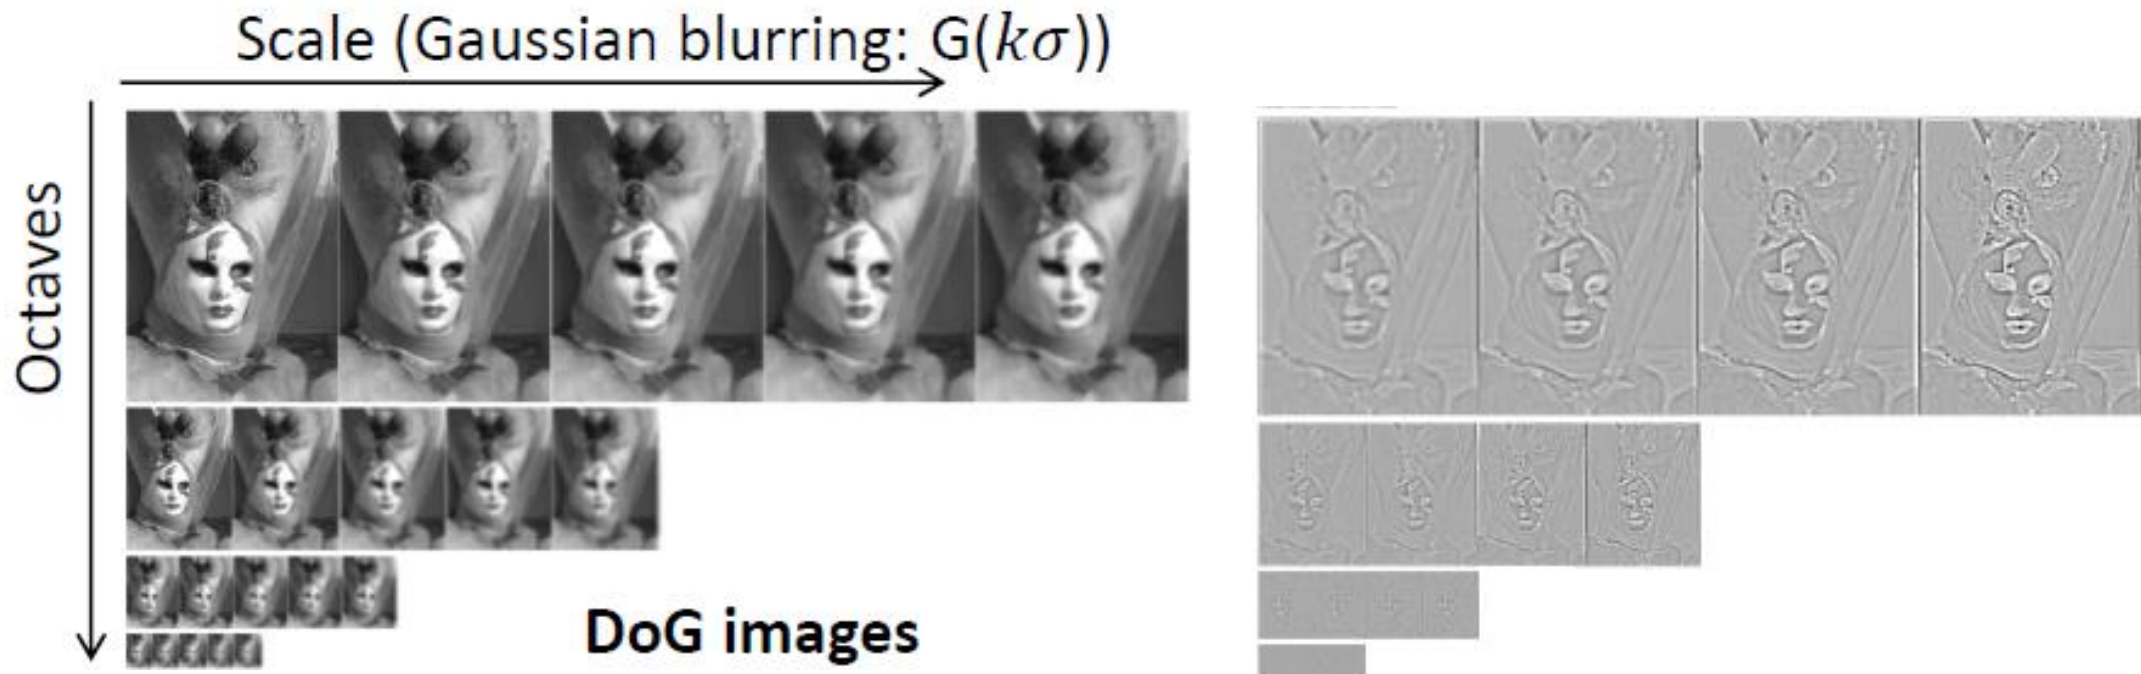 Scale (Gaussian blurring: G(kσ))
Octaves
DoG images